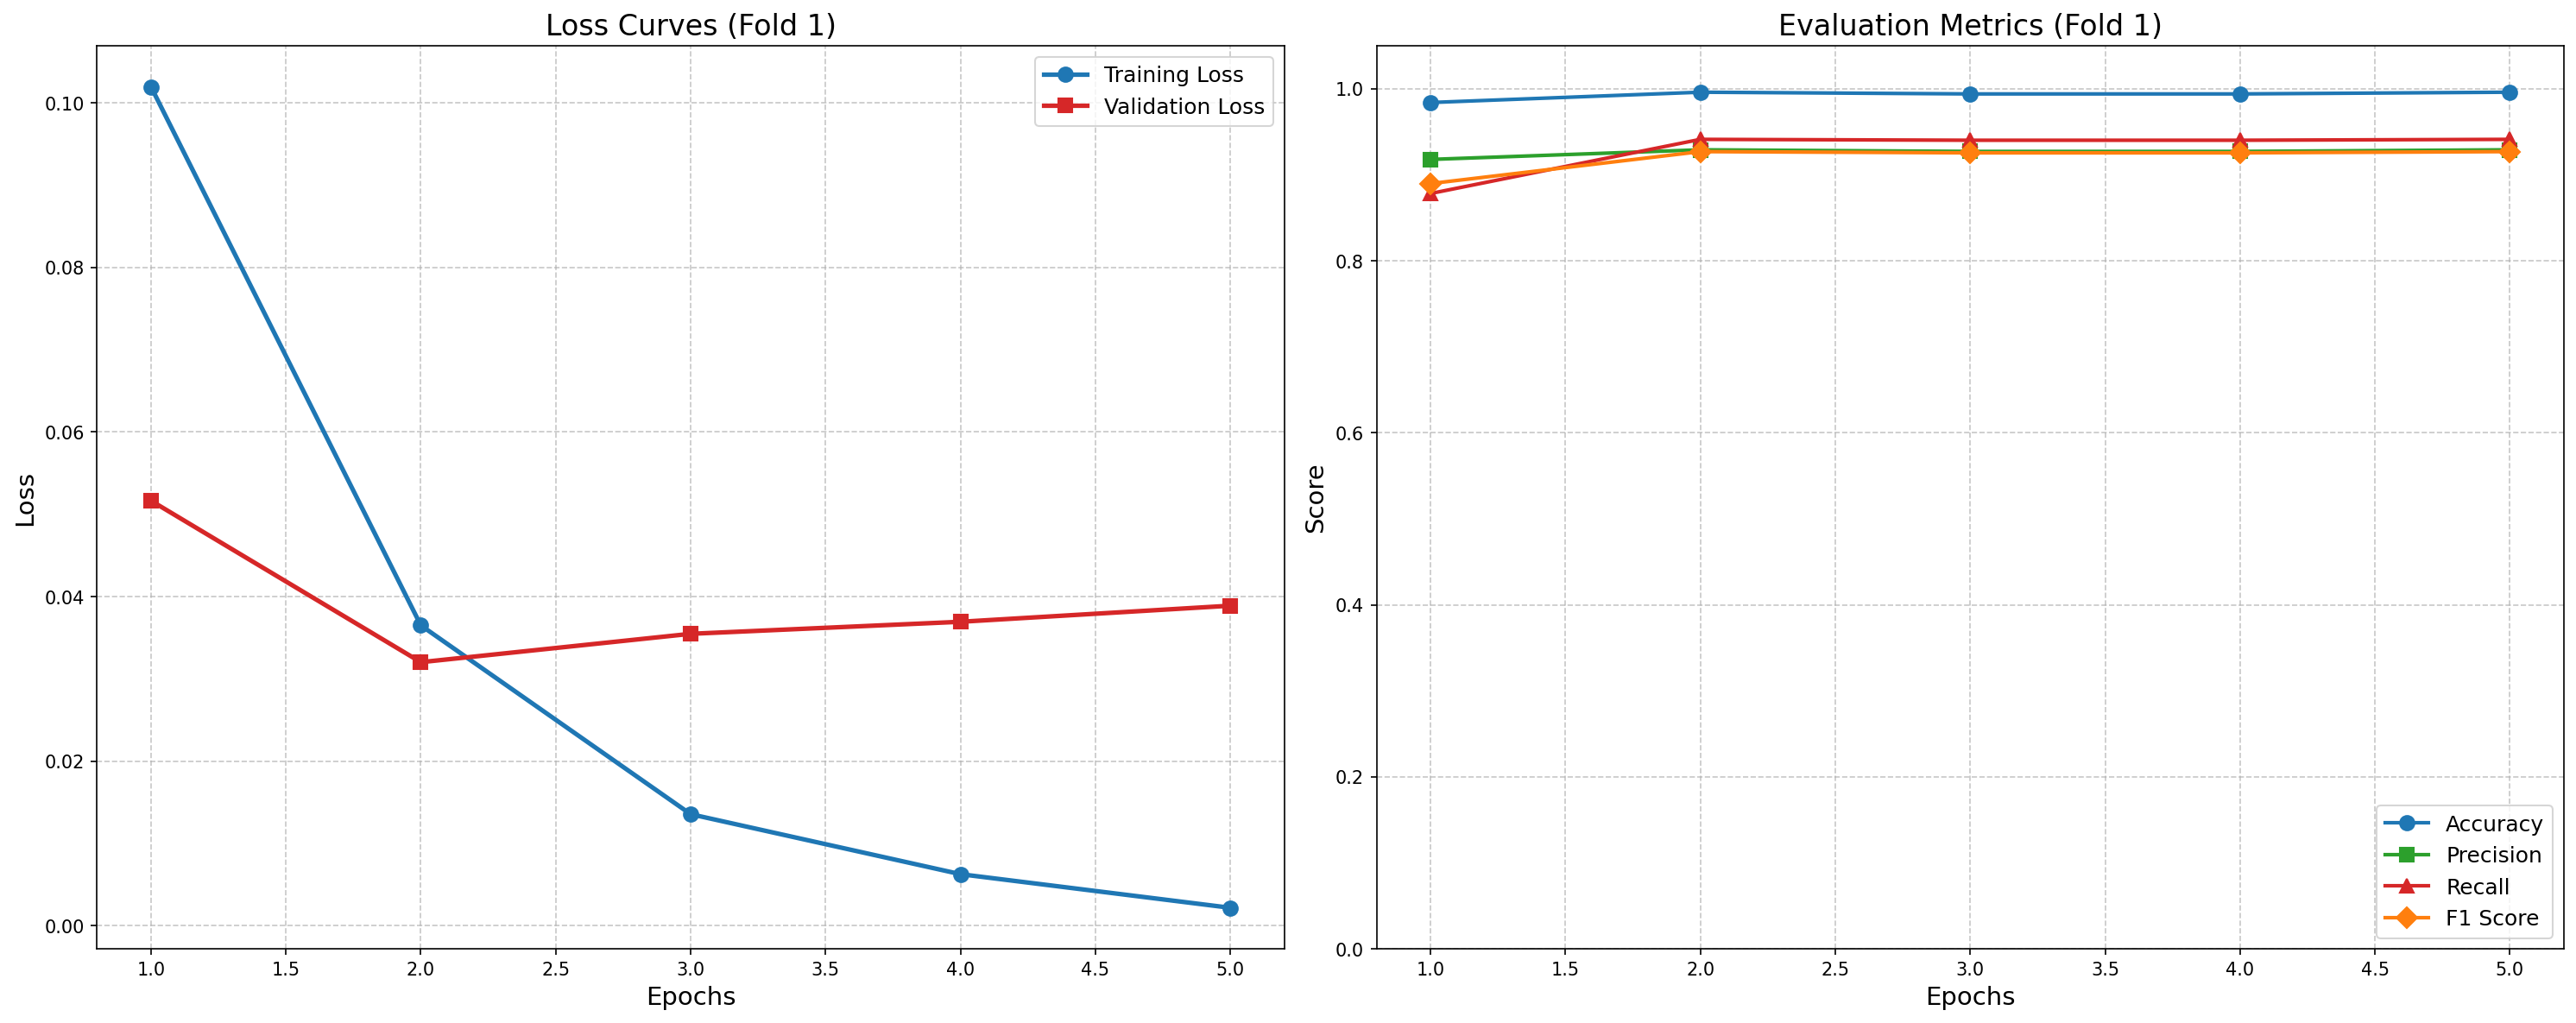 Loss Curves (Fold 1)
Training Loss
Validation Loss
0.10
0.08
0.06
0.04
0.02
0.00
Loss
1.0 1.5 2.0 2.5 3.0 3.5 4.0 4.5 5.0
Epochs
Evaluation Metrics (Fold 1)
1.0
0.8
0.6
0.4
0.2
0.0
Score
Accuracy
Precision
Recall
F1 Score
1.0 1.5 2.0 2.5 3.0 3.5 4.0 4.5 5.0
Epochs